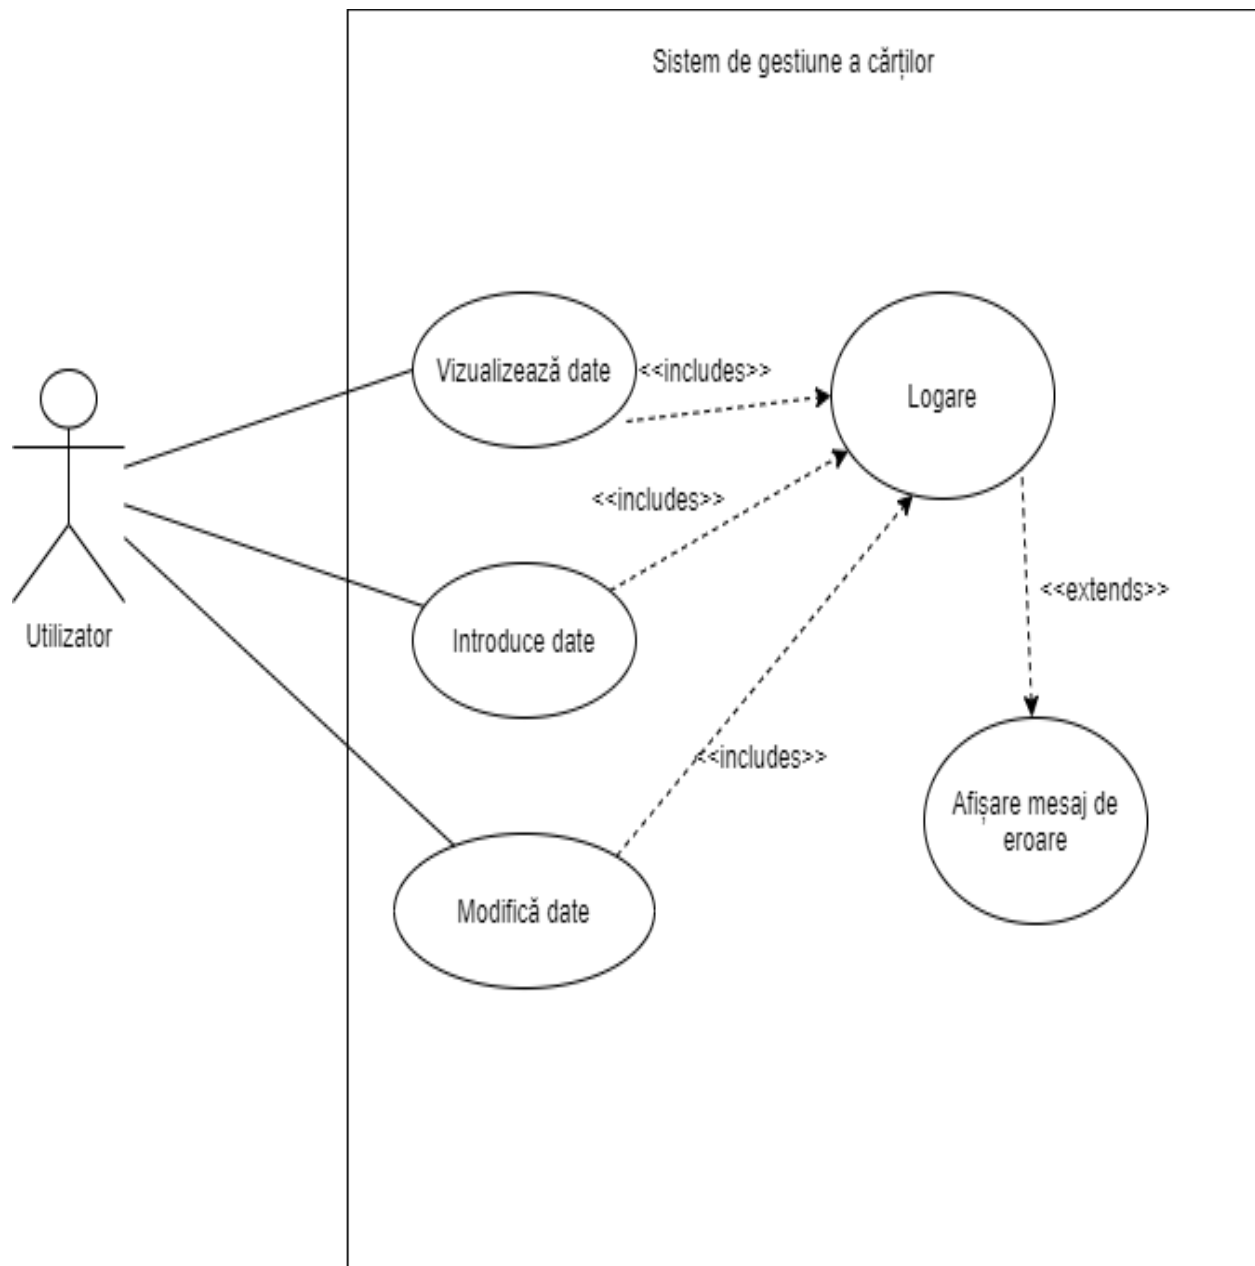 Sistem de gestiune a cărților
Vizualizează date
<<includes>>
Logare
<<includes>>
<<extends>>
Utilizator
Introduce date
<<includes>>
Afișare mesaj de
eroare
Modifică date